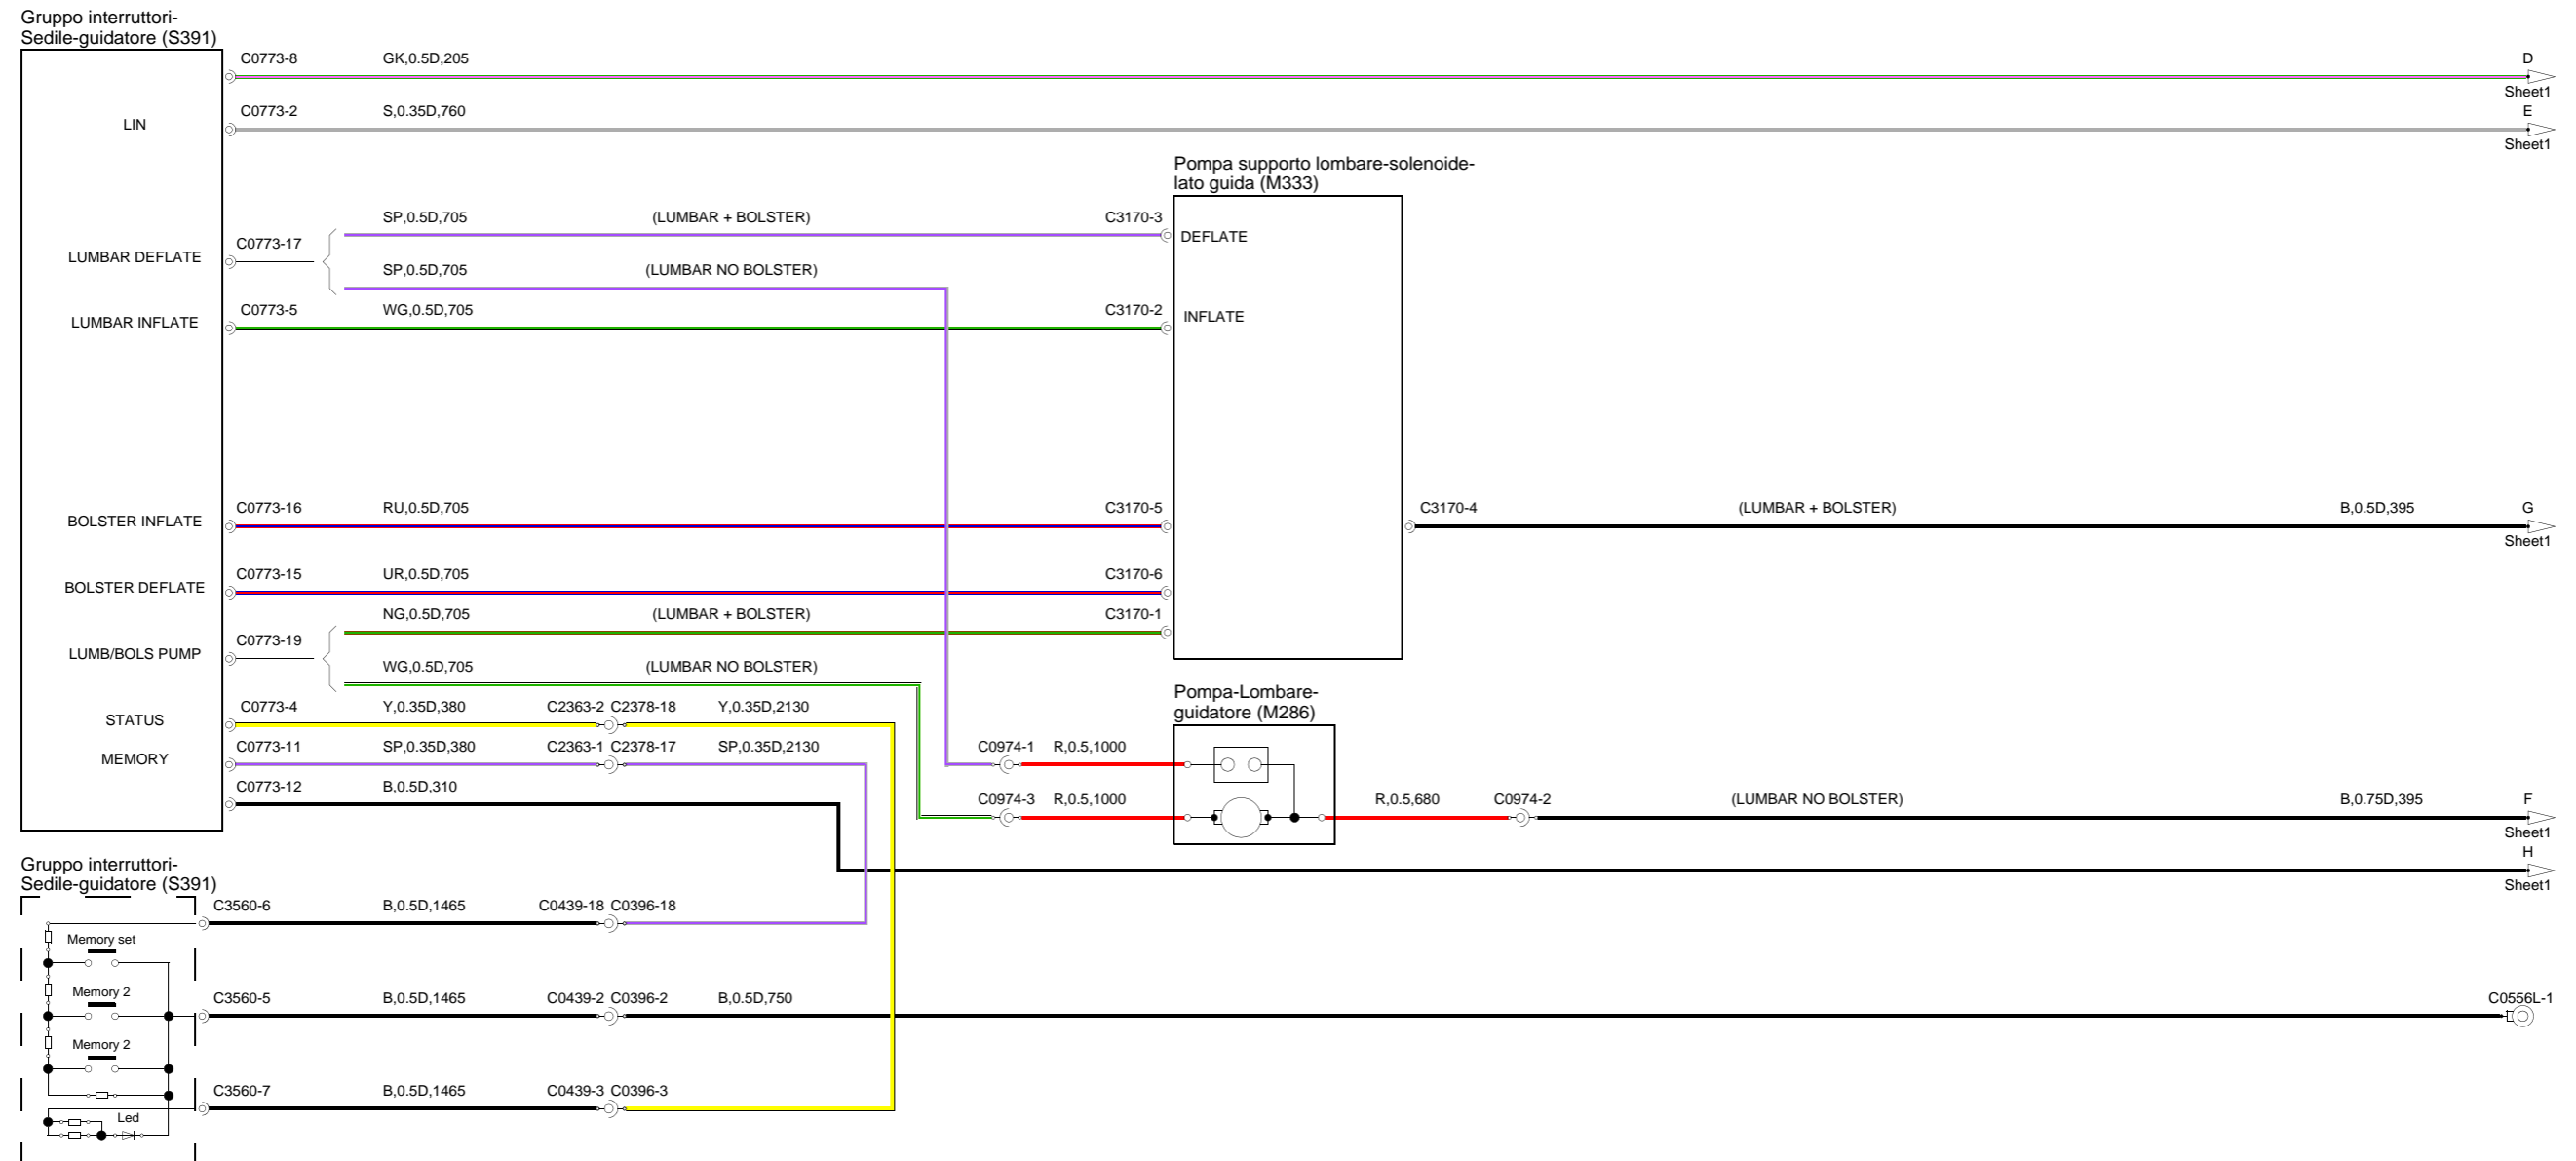 Gruppo interruttori-
Sedile-guidatore (S391)
C0773-8 GK,0.5D,205 D
Sheet1
LIN C0773-2 S,0.35D,760 E
Sheet1
Pompa supporto lombare-solenoide-
lato guida (M333)
SP,0.5D,705 (LUMBAR + BOLSTER) C3170-3
DEFLATE
LUMBAR DEFLATE C0773-17
SP,0.5D,705 (LUMBAR NO BOLSTER)
LUMBAR INFLATE C0773-5 WG,0.5D,705 C3170-2
INFLATE
BOLSTER INFLATE C0773-16 RU,0.5D,705 C3170-5 C3170-4 (LUMBAR + BOLSTER) B,0.5D,395 G
Sheet1
BOLSTER DEFLATE C0773-15 UR,0.5D,705 C3170-6
NG,0.5D,705 (LUMBAR + BOLSTER) C3170-1
LUMB/BOLS PUMP C0773-19
WG,0.5D,705 (LUMBAR NO BOLSTER)
Pompa-Lombare-
guidatore (M286)
STATUS C0773-4 Y,0.35D,380 C2363-2 C2378-18 Y,0.35D,2130
MEMORY C0773-11 SP,0.35D,380 C2363-1 C2378-17 SP,0.35D,2130 C0974-1 R,0.5,1000
C0773-12 B,0.5D,310
C0974-3 R,0.5,1000 R,0.5,680 C0974-2 (LUMBAR NO BOLSTER) B,0.75D,395 F
Sheet1
H
Sheet1
Gruppo interruttori-
Sedile-guidatore (S391)
C3560-6 B,0.5D,1465 C0439-18 C0396-18
Memory set
Memory 2
C3560-5 B,0.5D,1465 C0439-2 C0396-2 B,0.5D,750 C0556L-1
Memory 2
C3560-7 B,0.5D,1465 C0439-3 C0396-3
Led